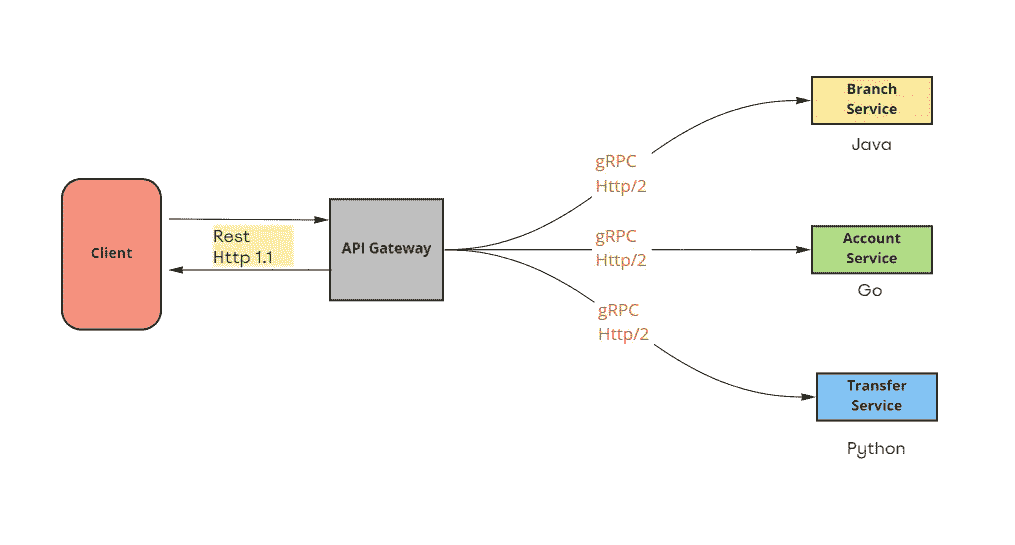 Client
Rest
Http 1.1
API Gateway
gRPC
Http/2
gRPC
Http/2
gRPC
Http/2
Branch
Service
Java
Account
Service
Go
Transfer
Service
Python